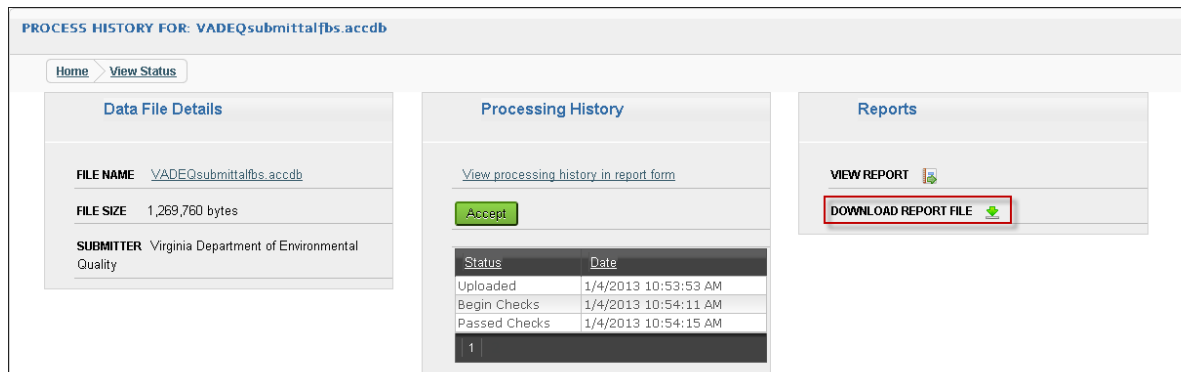 PROCESS HISTORY FOR: VADEQsubmittalfbs.accdb
Home View Status
Data File Details
FILE NAME VADEQsubmittalfbs.accdb
FILE SIZE 1,269,760 bytes
SUBMITTER Virginia Department of Environmental
Quality
Processing History
View processing history in report form
Accept
Status Date
Uploaded 1/4/2013 10:53:53 AM
Begin Checks 1/4/2013 10:54:11 AM
Passed Checks 1/4/2013 10:54:15 AM
1
Reports
VIEW REPORT
DOWNLOAD REPORT FILE